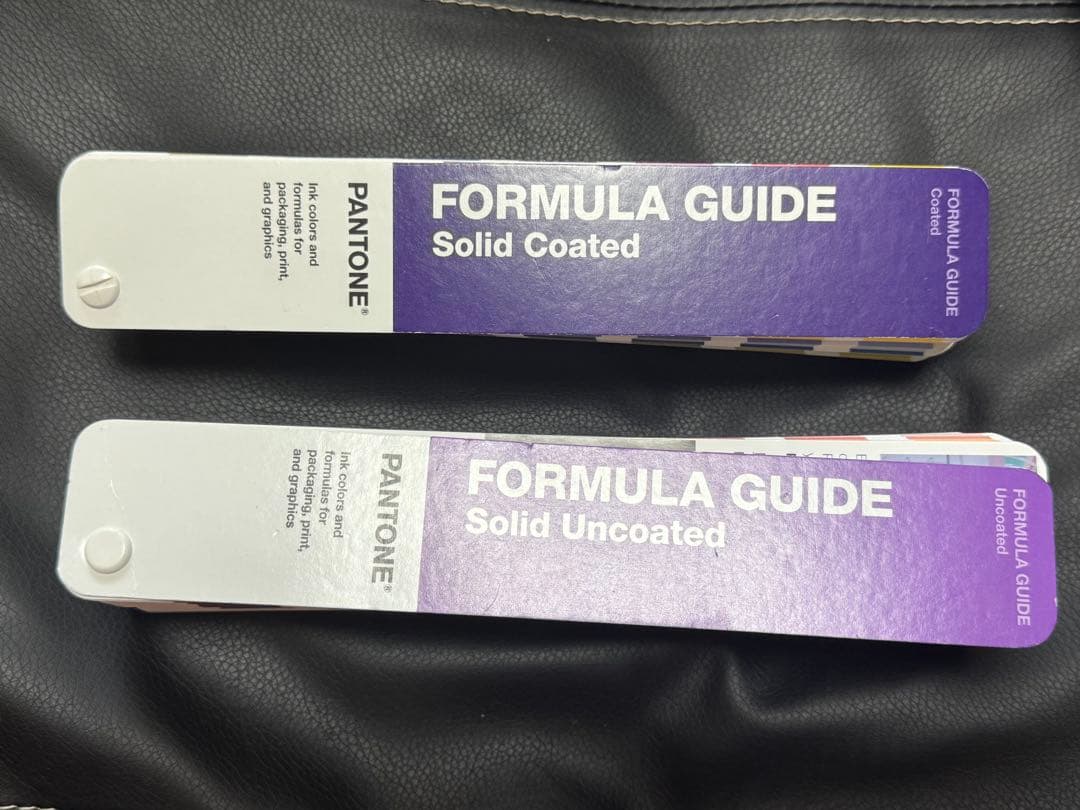 FORMULA GUIDE
Solid Coated
PANTONE®
Ink colors and
formulas for
packaging, print,
and graphics
FORMULA GUIDE
Coated
FORMULA GUIDE
Solid Uncoated
PANTONE®
Ink colors and
formulas for
packaging, print,
and graphics
FORMULA GUIDE
Uncoated